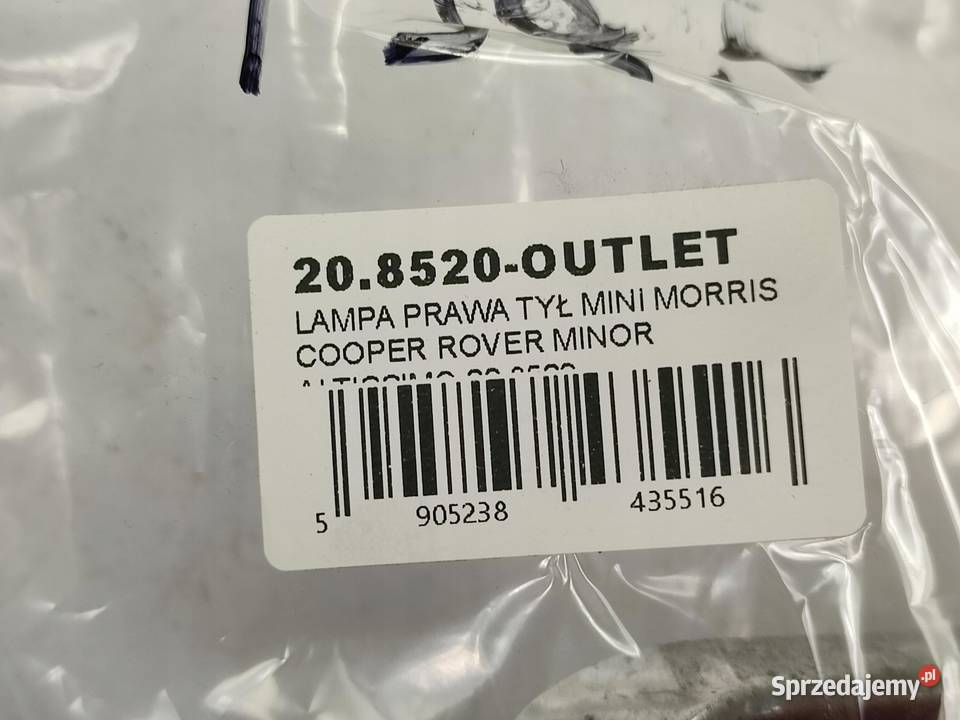 20.8520-OUTLET
LAMPA PRAWA TYŁ MINI MORRIS
COOPER ROVER MINOR
5 905238 435516
Sprzedajemy.pl